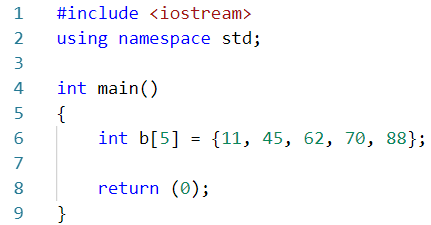 1 #include <iostream>
2 using namespace std;
3
4 int main()
5 {
6     int b[5] = {11, 45, 62, 70, 88};
7
8     return (0);
9 }